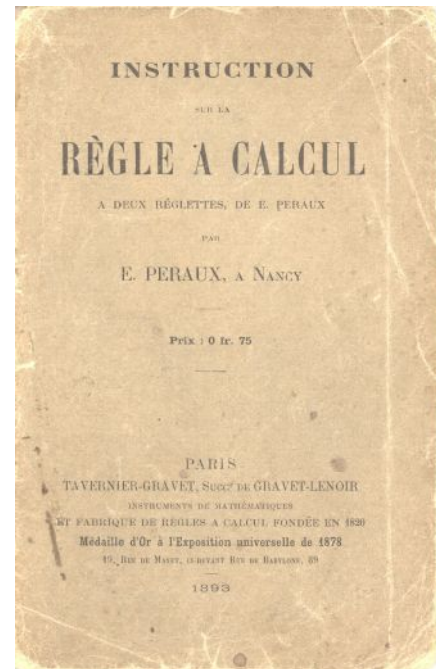 INSTRUCTION
SUR LA
RÈGLE A CALCUL
A DEUX RÉGLETTES, DE E. PERAUX
PAR
E. PERAUX, A NANCY
Prix : 0 fr. 75
PARIS
TAVERNIER-GRAVET, SUCCR DE GRAVET-LENOIR
INSTRUMENTS DE MATHÉMATIQUES
ET FABRIQUE DE RÈGLES A CALCUL FONDÉE EN 1820
Médaille d'Or à l'Exposition universelle de 1878
19, RUE DE MAYET, CI-DEVANT RUE DE BABYLONE, 39
1893